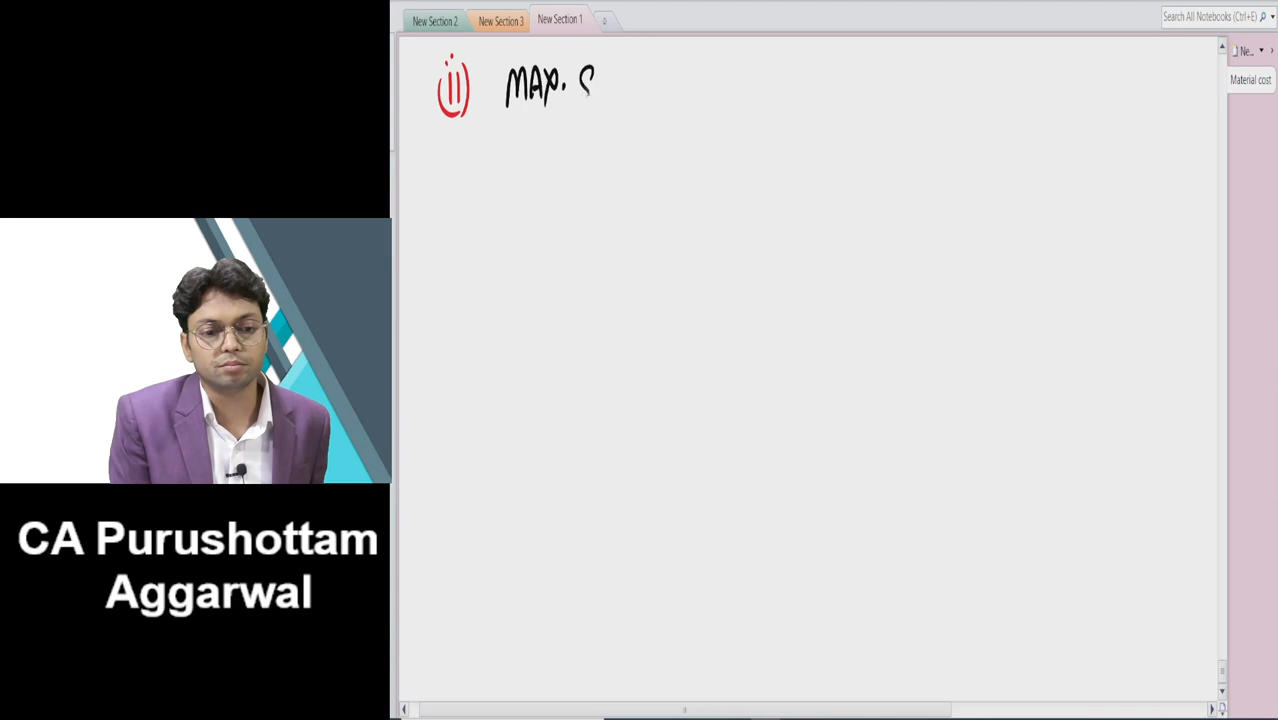 New Section 2
New Section 3
New Section 1
Search All Notebooks (Ctrl+E)
Ne...
Material cost
ii) MAX. S
CA Purushottam
Aggarwal